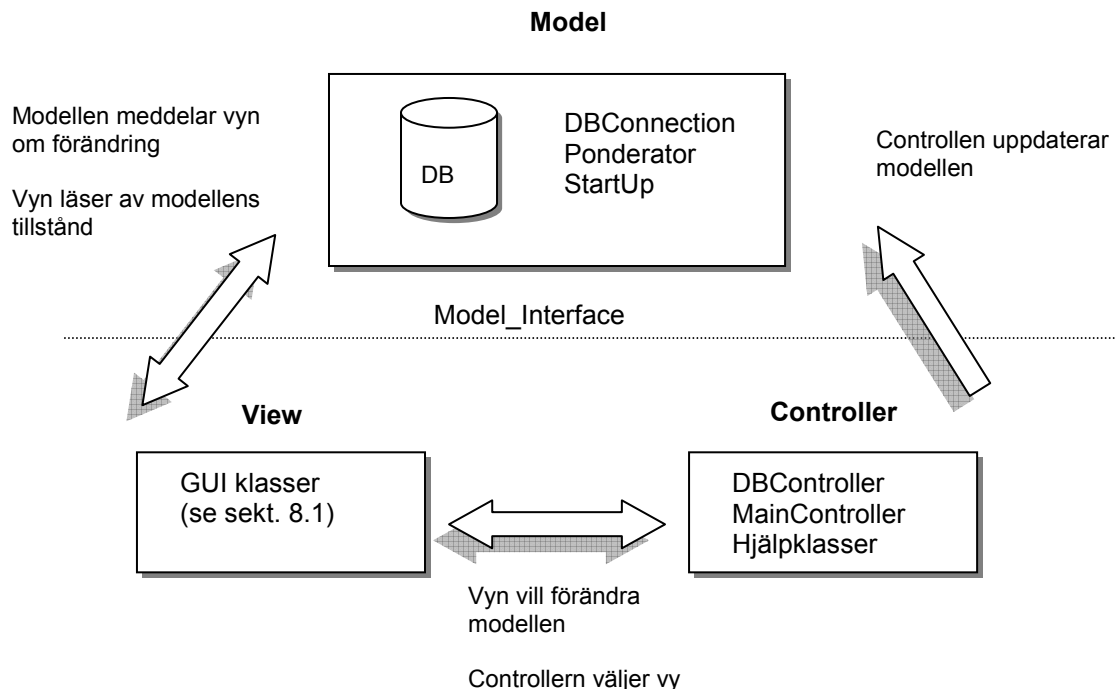 Model
Modellen meddelar vyn
om förändring
Vyn läser av modellens
tillstånd
DB
DBConnection
Ponderator
StartUp
Controllen uppdaterar
modellen
Model_Interface
View
GUI klasser
(se sekt. 8.1)
Controller
DBController
MainController
Hjälpklasser
Vyn vill förändra
modellen
Controllern väljer vy